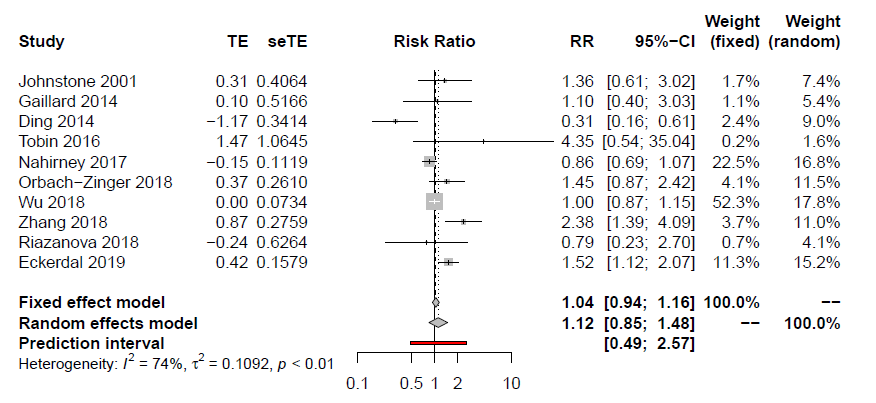 Weight Weight
Study TE seTE Risk Ratio RR 95%−CI (fixed) (random)
Johnstone 2001 0.31 0.4064 1.36 [0.61; 3.02] 1.7% 7.4%
Gaillard 2014 0.10 0.5166 1.10 [0.40; 3.03] 1.1% 5.4%
Ding 2014 −1.17 0.3414 0.31 [0.16; 0.61] 2.4% 9.0%
Tobin 2016 1.47 1.0645 4.35 [0.54; 35.04] 0.2% 1.6%
Nahirney 2017 −0.15 0.1119 0.86 [0.69; 1.07] 22.5% 16.8%
Orbach−Zinger 2018 0.37 0.2610 1.45 [0.87; 2.42] 4.1% 11.5%
Wu 2018 0.00 0.0734 1.00 [0.87; 1.15] 52.3% 17.8%
Zhang 2018 0.87 0.2759 2.38 [1.39; 4.09] 3.7% 11.0%
Riazanova 2018 −0.24 0.6264 0.79 [0.23; 2.70] 0.7% 4.1%
Eckerdal 2019 0.42 0.1579 1.52 [1.12; 2.07] 11.3% 15.2%
Fixed effect model 1.04 [0.94; 1.16] 100.0% −−
Random effects model 1.12 [0.85; 1.48] −− 100.0%
Prediction interval [0.49; 2.57]
Heterogeneity: I² = 74%, τ² = 0.1092, p < 0.01
0.1 0.5 1 2 10